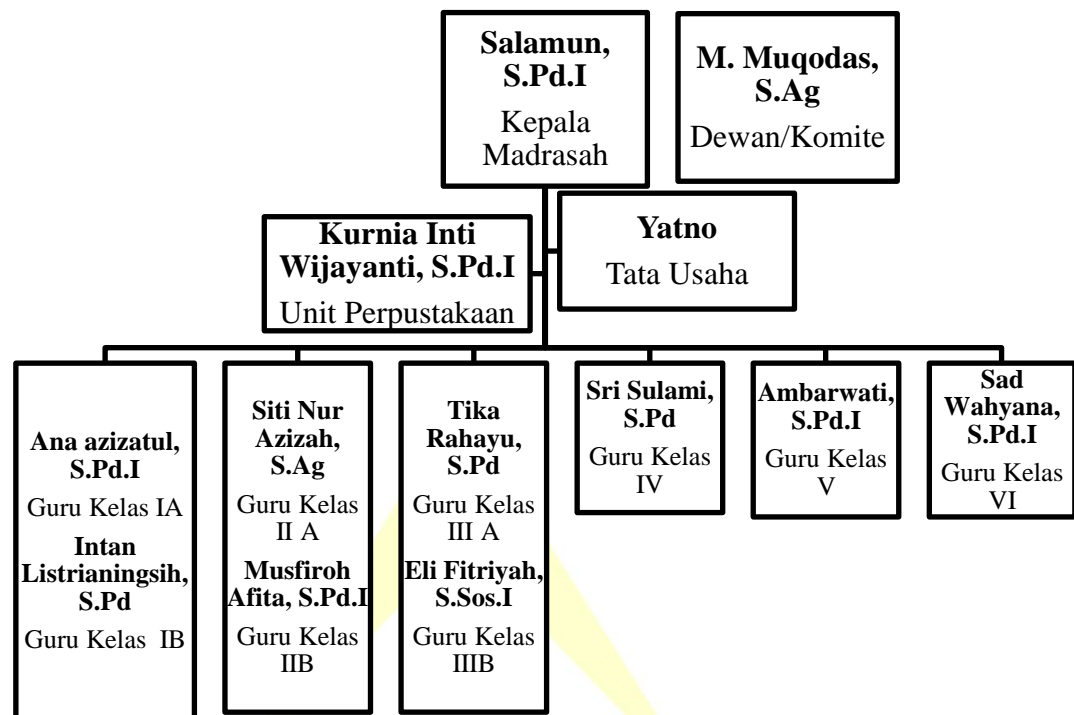 Salamun,
S.Pd.I
Kepala
Madrasah
M. Muqodas,
S.Ag
Dewan/Komite
Kurnia Inti
Wijayanti, S.Pd.I
Unit Perpustakaan
Yatno
Tata Usaha
Ana azizatul,
S.Pd.I
Guru Kelas IA
Intan
Listrianingsih,
S.Pd
Guru Kelas IB
Siti Nur
Azizah,
S.Ag
Guru Kelas
II A
Musfiroh
Afita, S.Pd.I
Guru Kelas
IIB
Tika
Rahayu,
S.Pd
Guru Kelas
III A
Eli Fitriyah,
S.Sos.I
Guru Kelas
IIIB
Sri Sulami,
S.Pd
Guru Kelas
IV
Ambarwati,
S.Pd.I
Guru Kelas
V
Sad
Wahyana,
S.Pd.I
Guru Kelas
VI